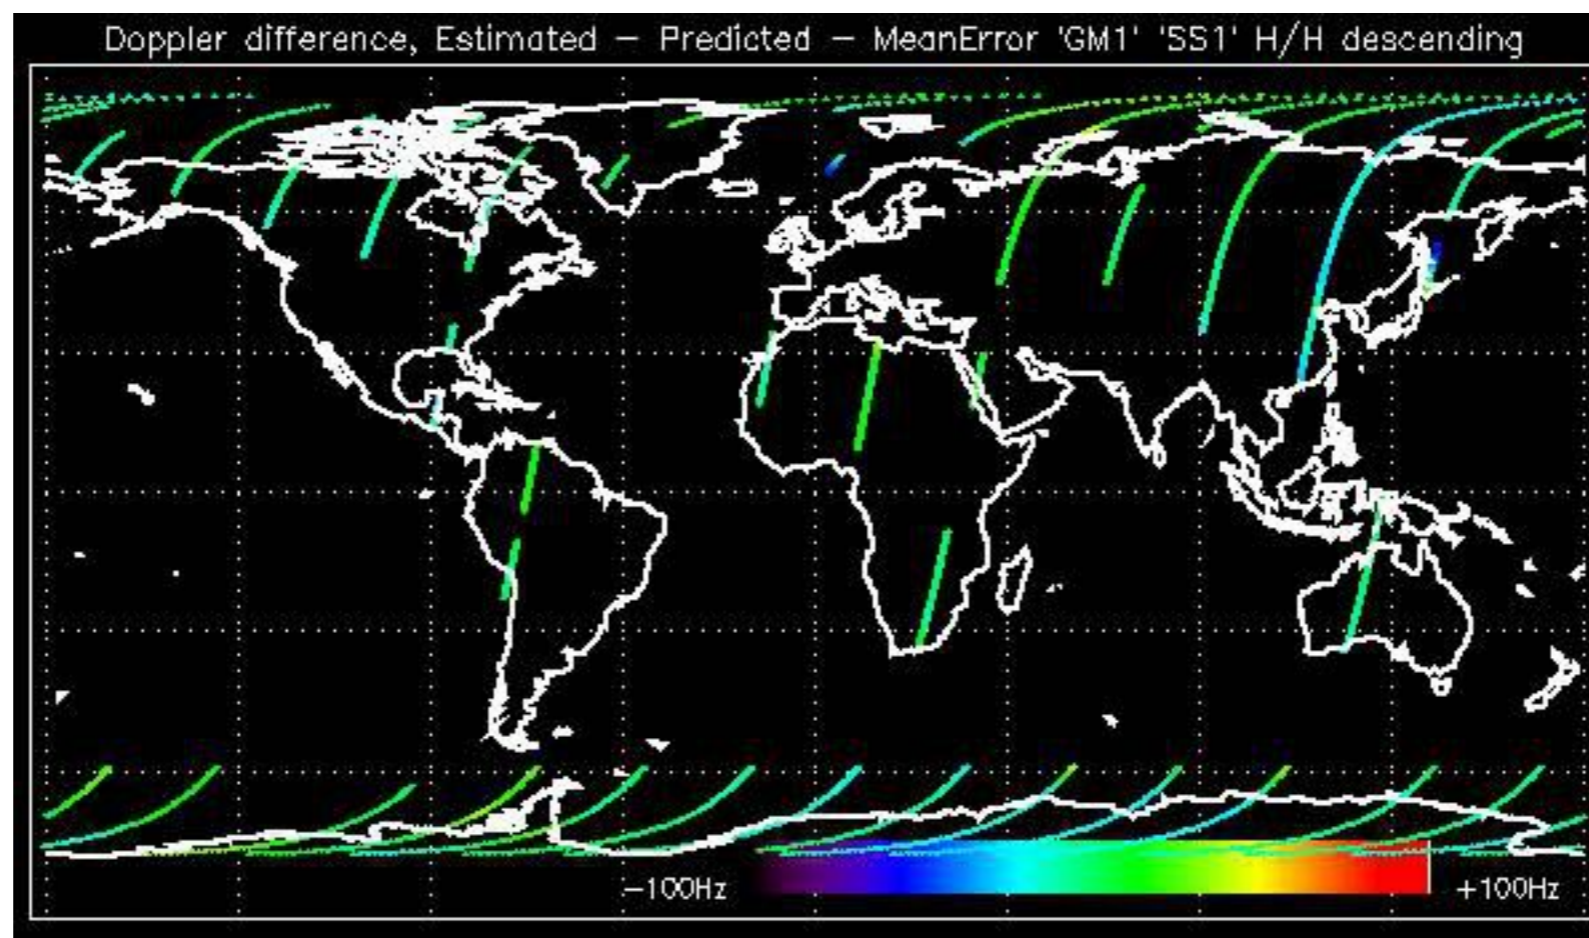 Doppler difference, Estimated − Predicted − MeanError 'GM1' 'SS1' H/H descending
−100Hz +100Hz